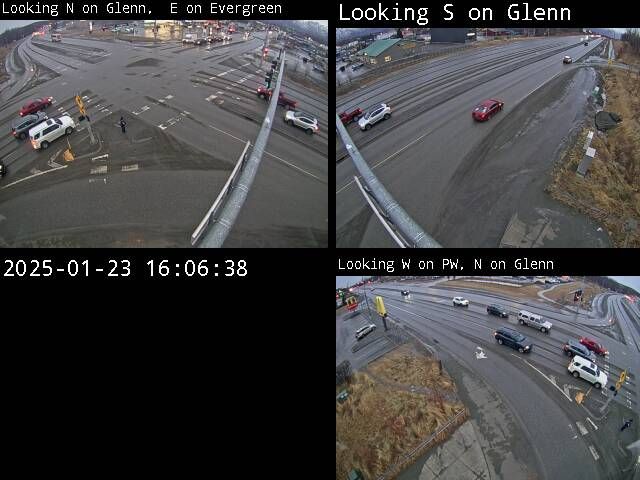 Looking N on Glenn,  E on Evergreen
Looking S on Glenn
2025-01-23 16:06:38
Looking W on PW, N on Glenn